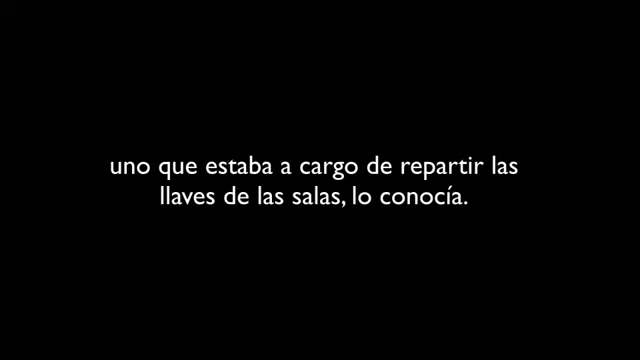 uno que estaba a cargo de repartir las
llaves de las salas, lo conocía.